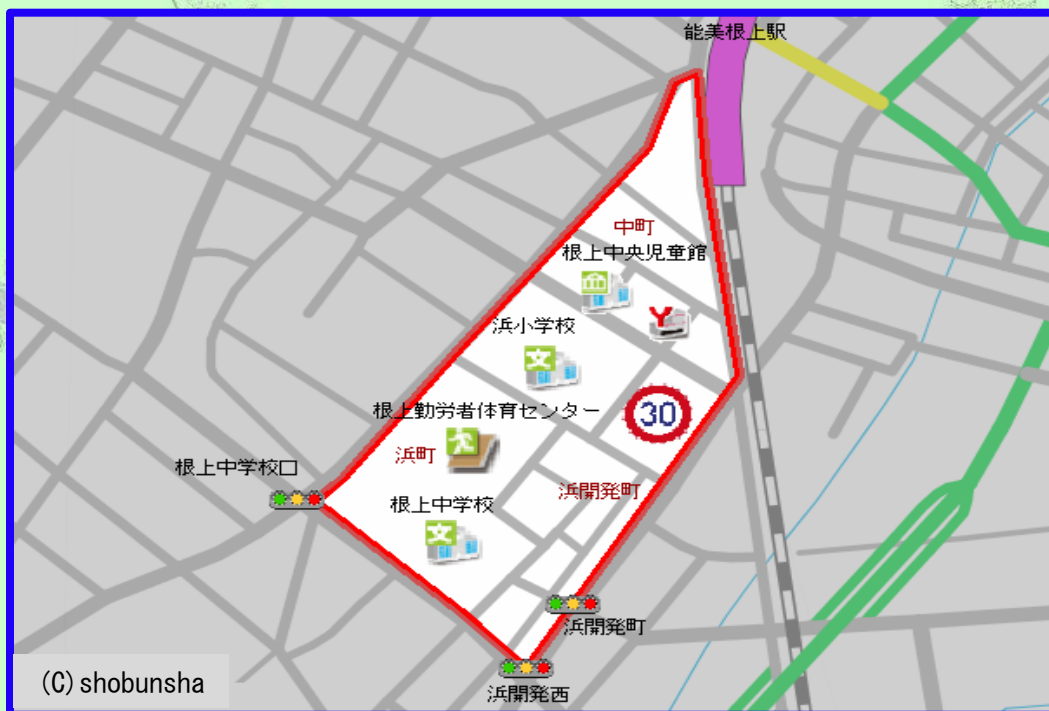 能美根上駅
中町
根上中央児童館
Y
浜小学校
文
30
根上勤労者体育センター
浜町
根上中学校口
浜開発町
根上中学校
文
浜開発町
浜開発西
(C) shobunsha